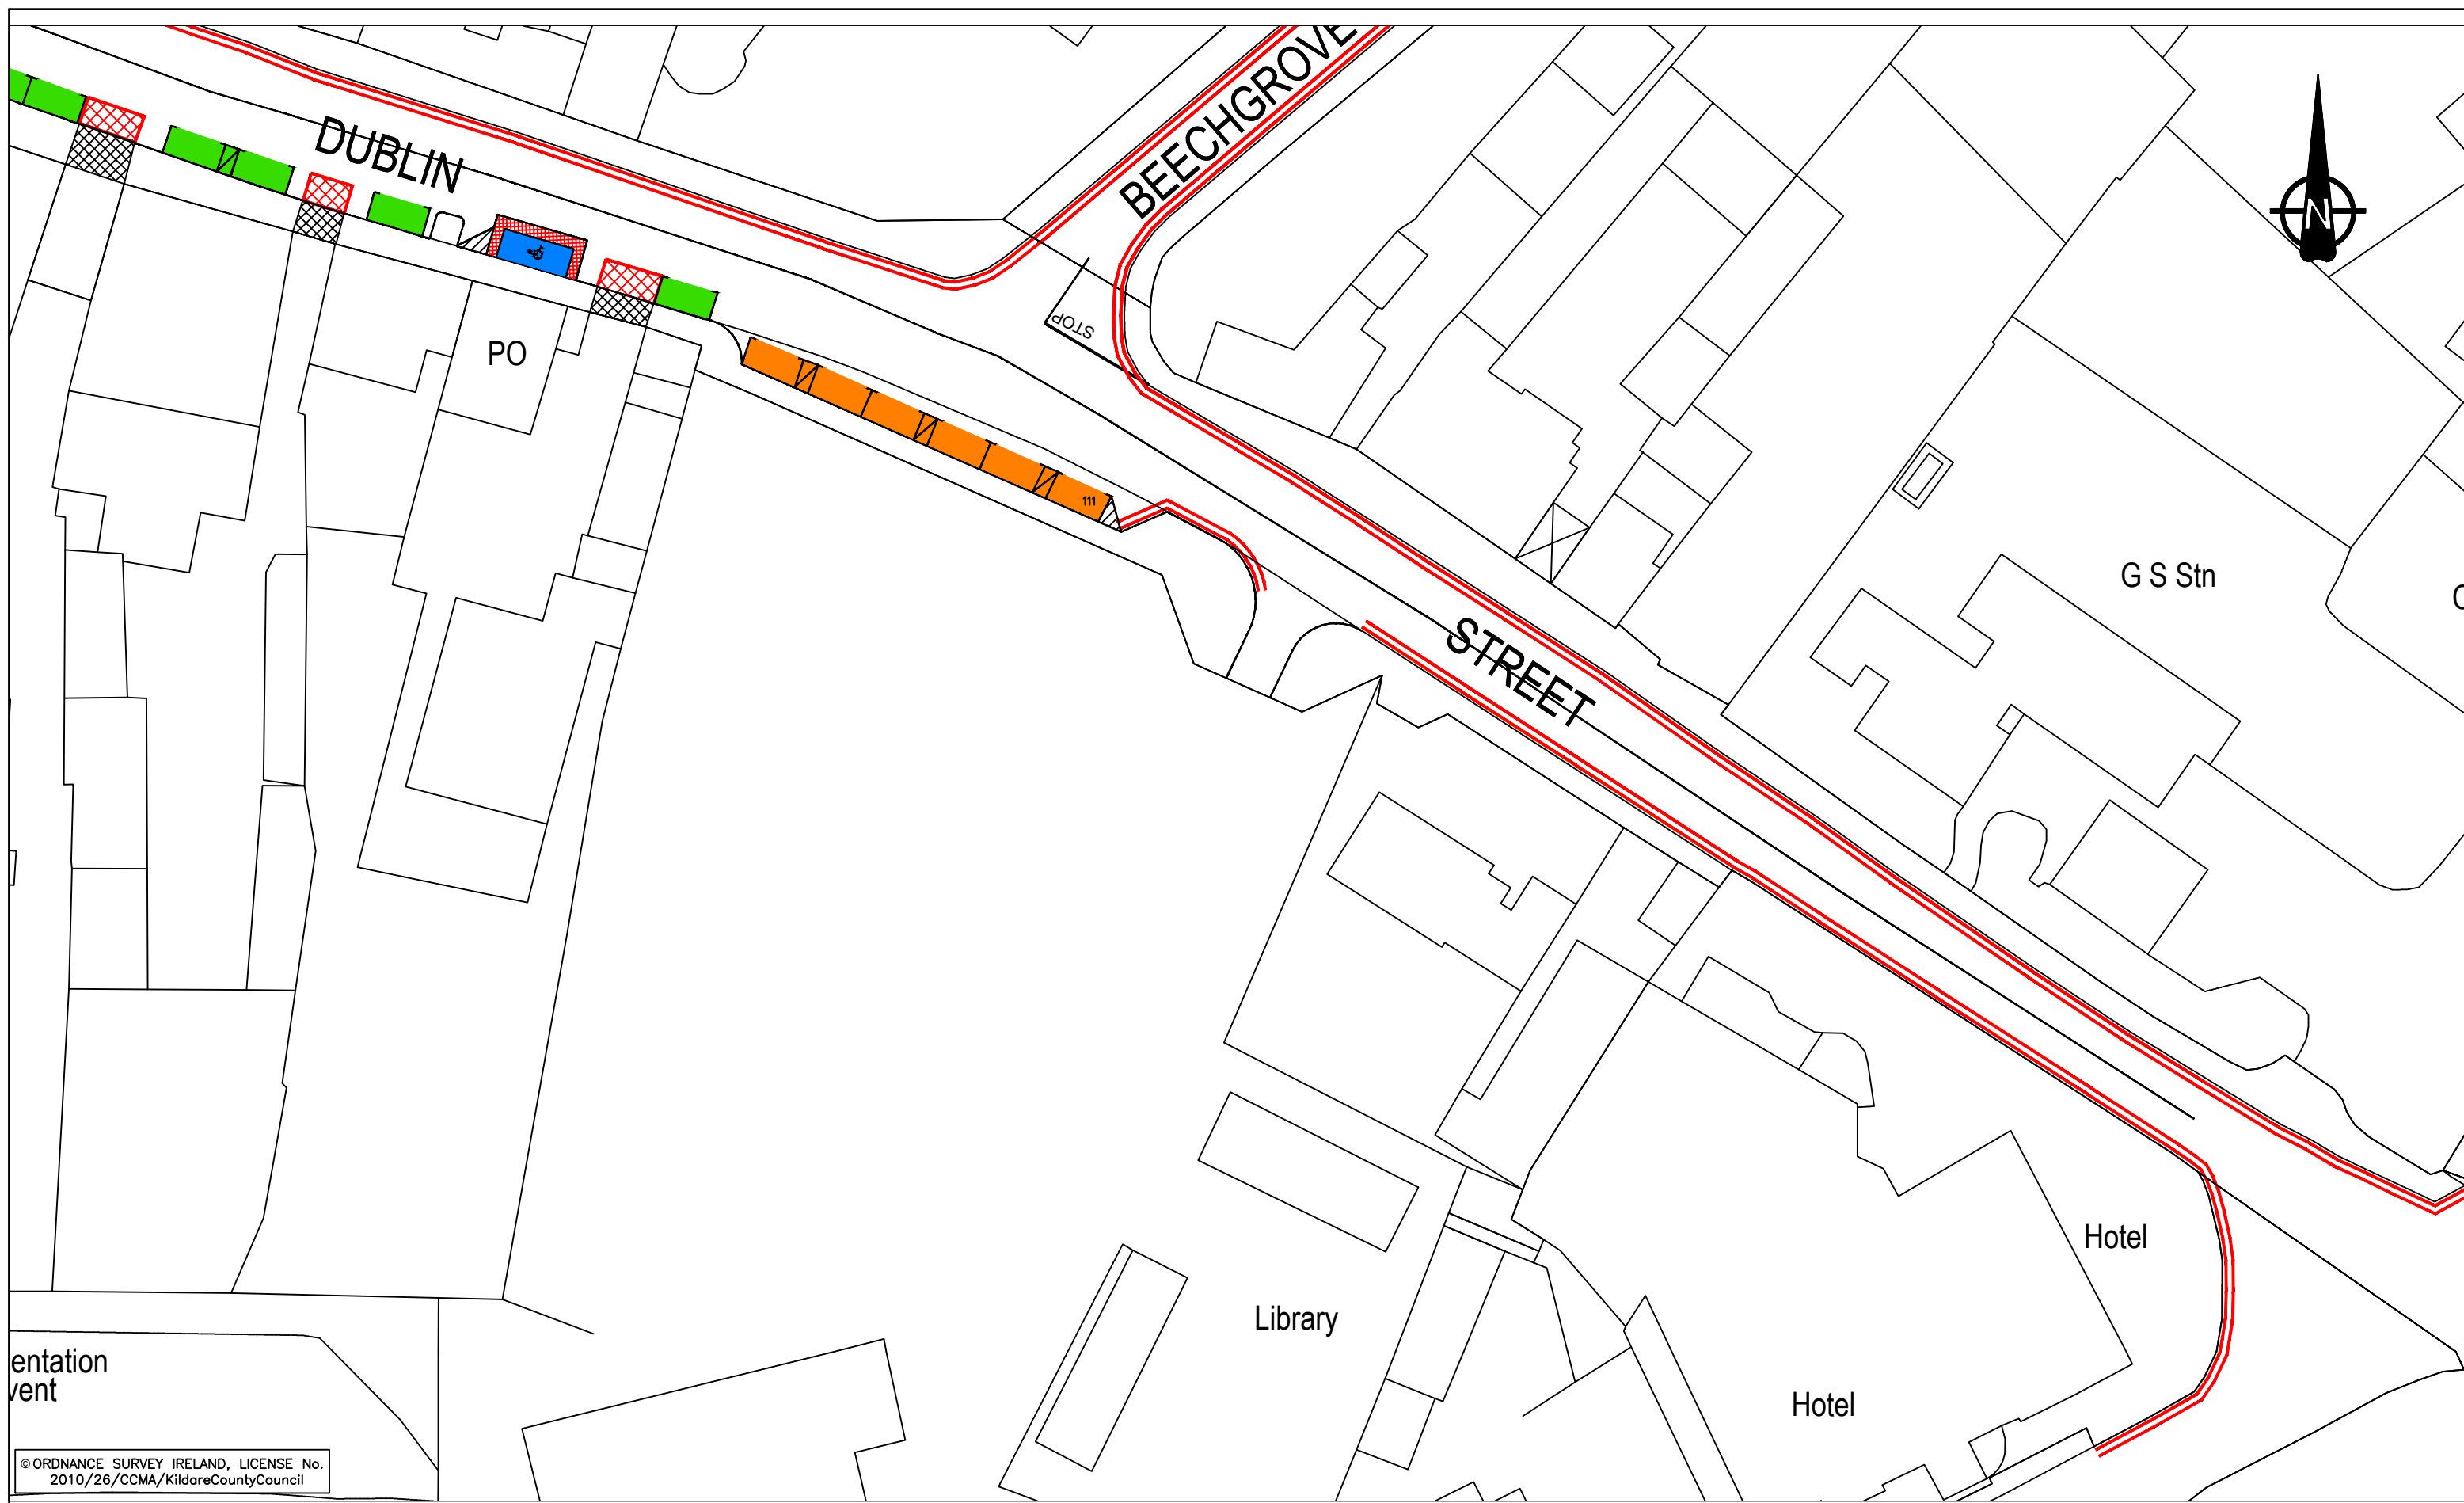 BEECHGROVE
DUBLIN
N
STOP
PO
111
G S Stn
STREET
Hotel
Library
Hotel
entation
vent
©ORDNANCE SURVEY IRELAND, LICENSE No.
2010/26/CCMA/KildareCountyCouncil